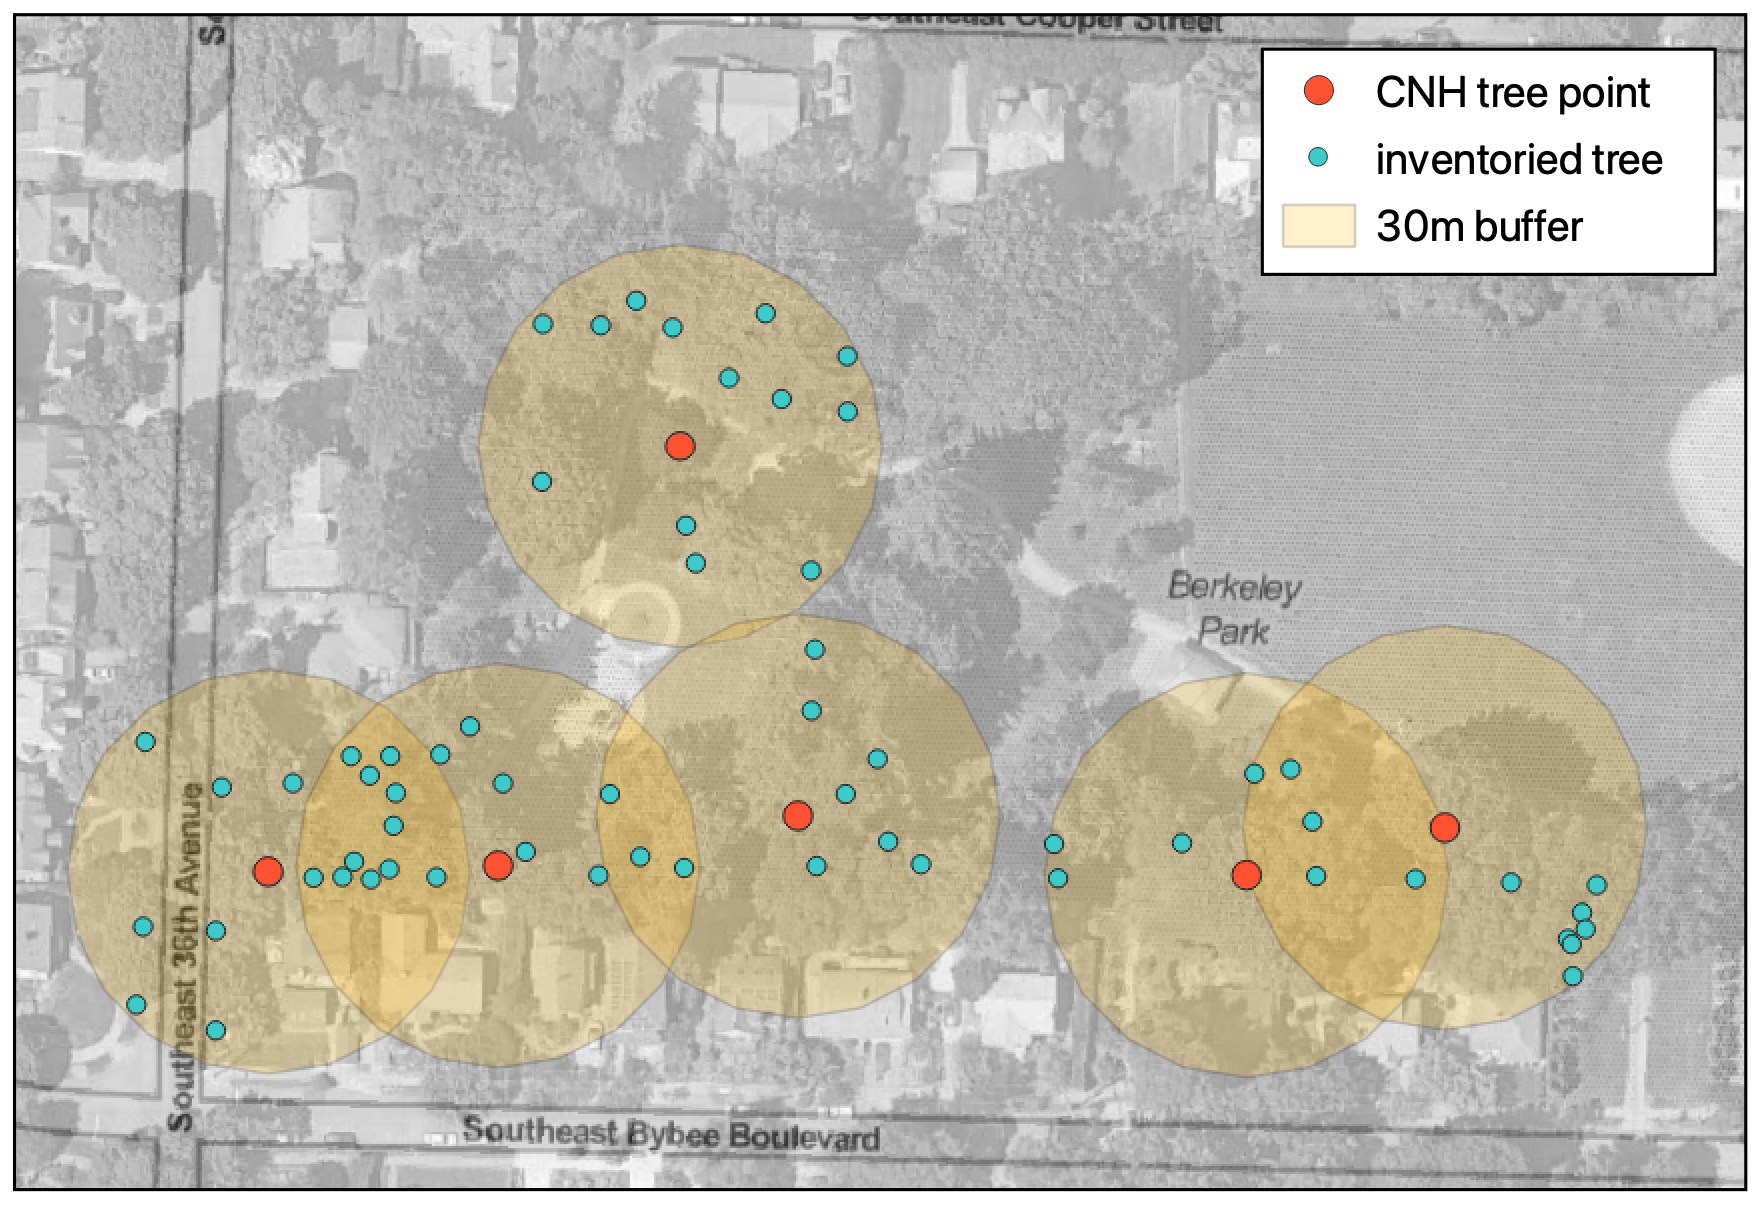 Southeast Cooper Street
CNH tree point
inventoried tree
30m buffer
Berkeley
Park
Southeast 36th Avenue
Southeast Bybee Boulevard